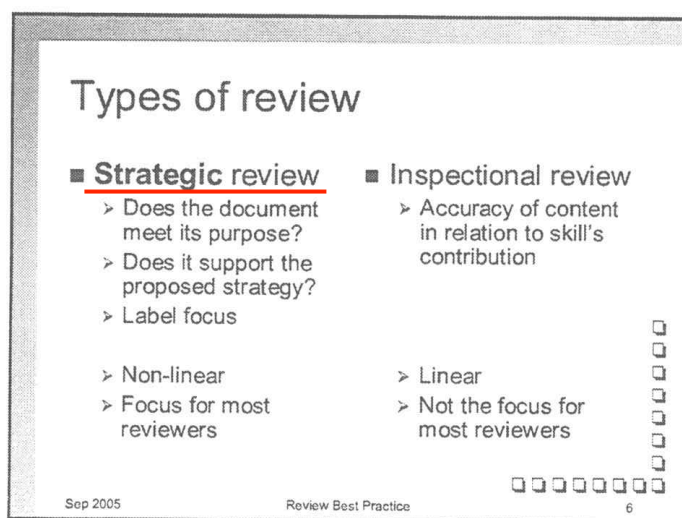 Types of review
Strategic review
Does the document
meet its purpose?
Does it support the
proposed strategy?
Label focus
Non-linear
Focus for most
reviewers
Inspectional review
Accuracy of content
in relation to skill's
contribution
Linear
Not the focus for
most reviewers
Sep 2005
Review Best Practice
6